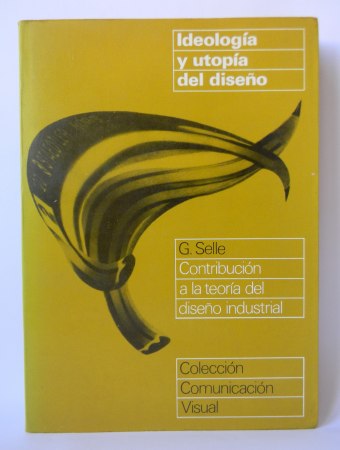 Ideología
y utopía
del diseño
G. Selle
Contribución
a la teoría del
diseño industrial
Colección
Comunicación
Visual